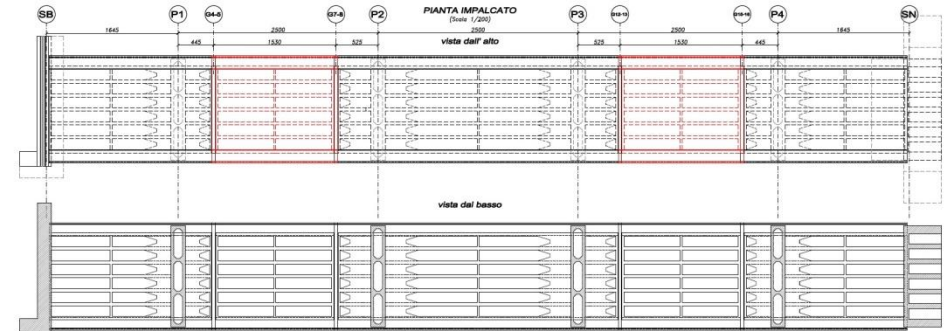 PIANTA IMPALCATO
(Scala 1/200)
SB P1 G4-5 G7-8 P2 P3 G12-13 G15-16 P4 SN
1645 2500 2500 2500 1645
445 1530 525 525 1530 445
vista dall' alto
vista dal basso